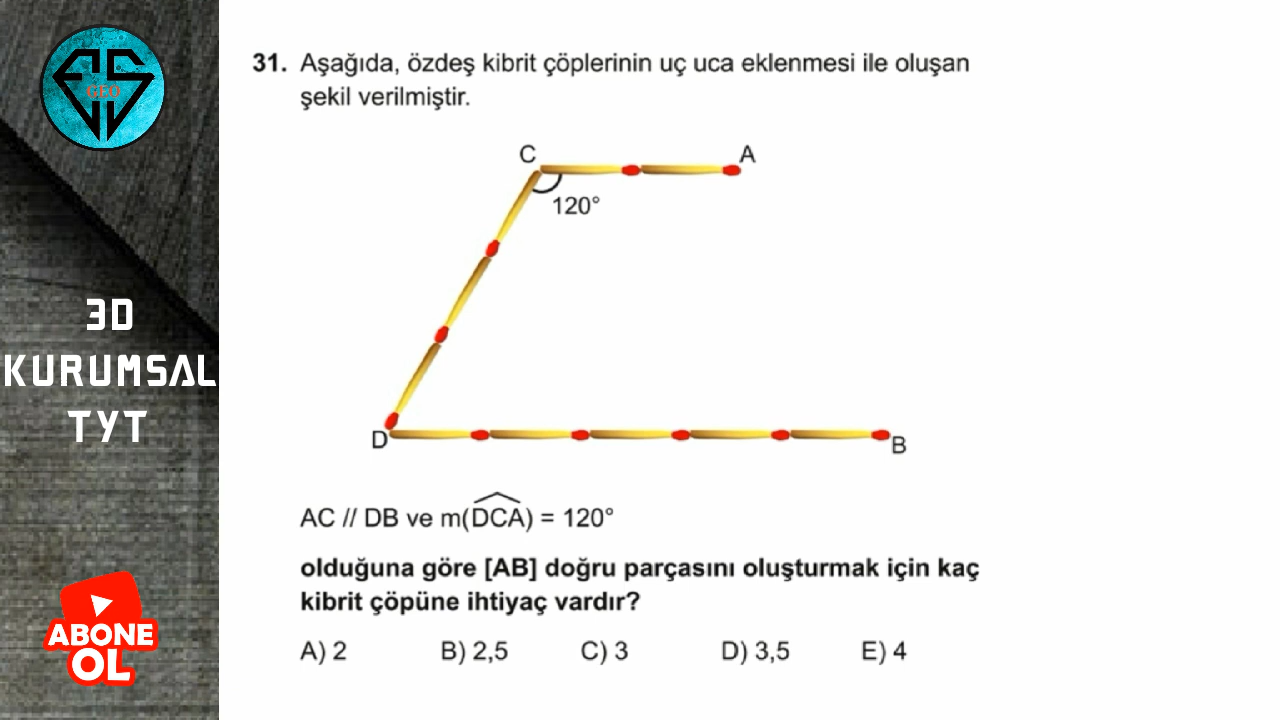 GEO
3D
KURUMSAL
TYT
ABONE
OL
31. Aşağıda, özdeş kibrit çöplerinin uç uca eklenmesi ile oluşan
şekil verilmiştir.
C
A
120°
D
B
AC // DB ve m(DCA) = 120°
olduğuna göre [AB] doğru parçasını oluşturmak için kaç
kibrit çöpüne ihtiyaç vardır?
A) 2 B) 2,5 C) 3 D) 3,5 E) 4